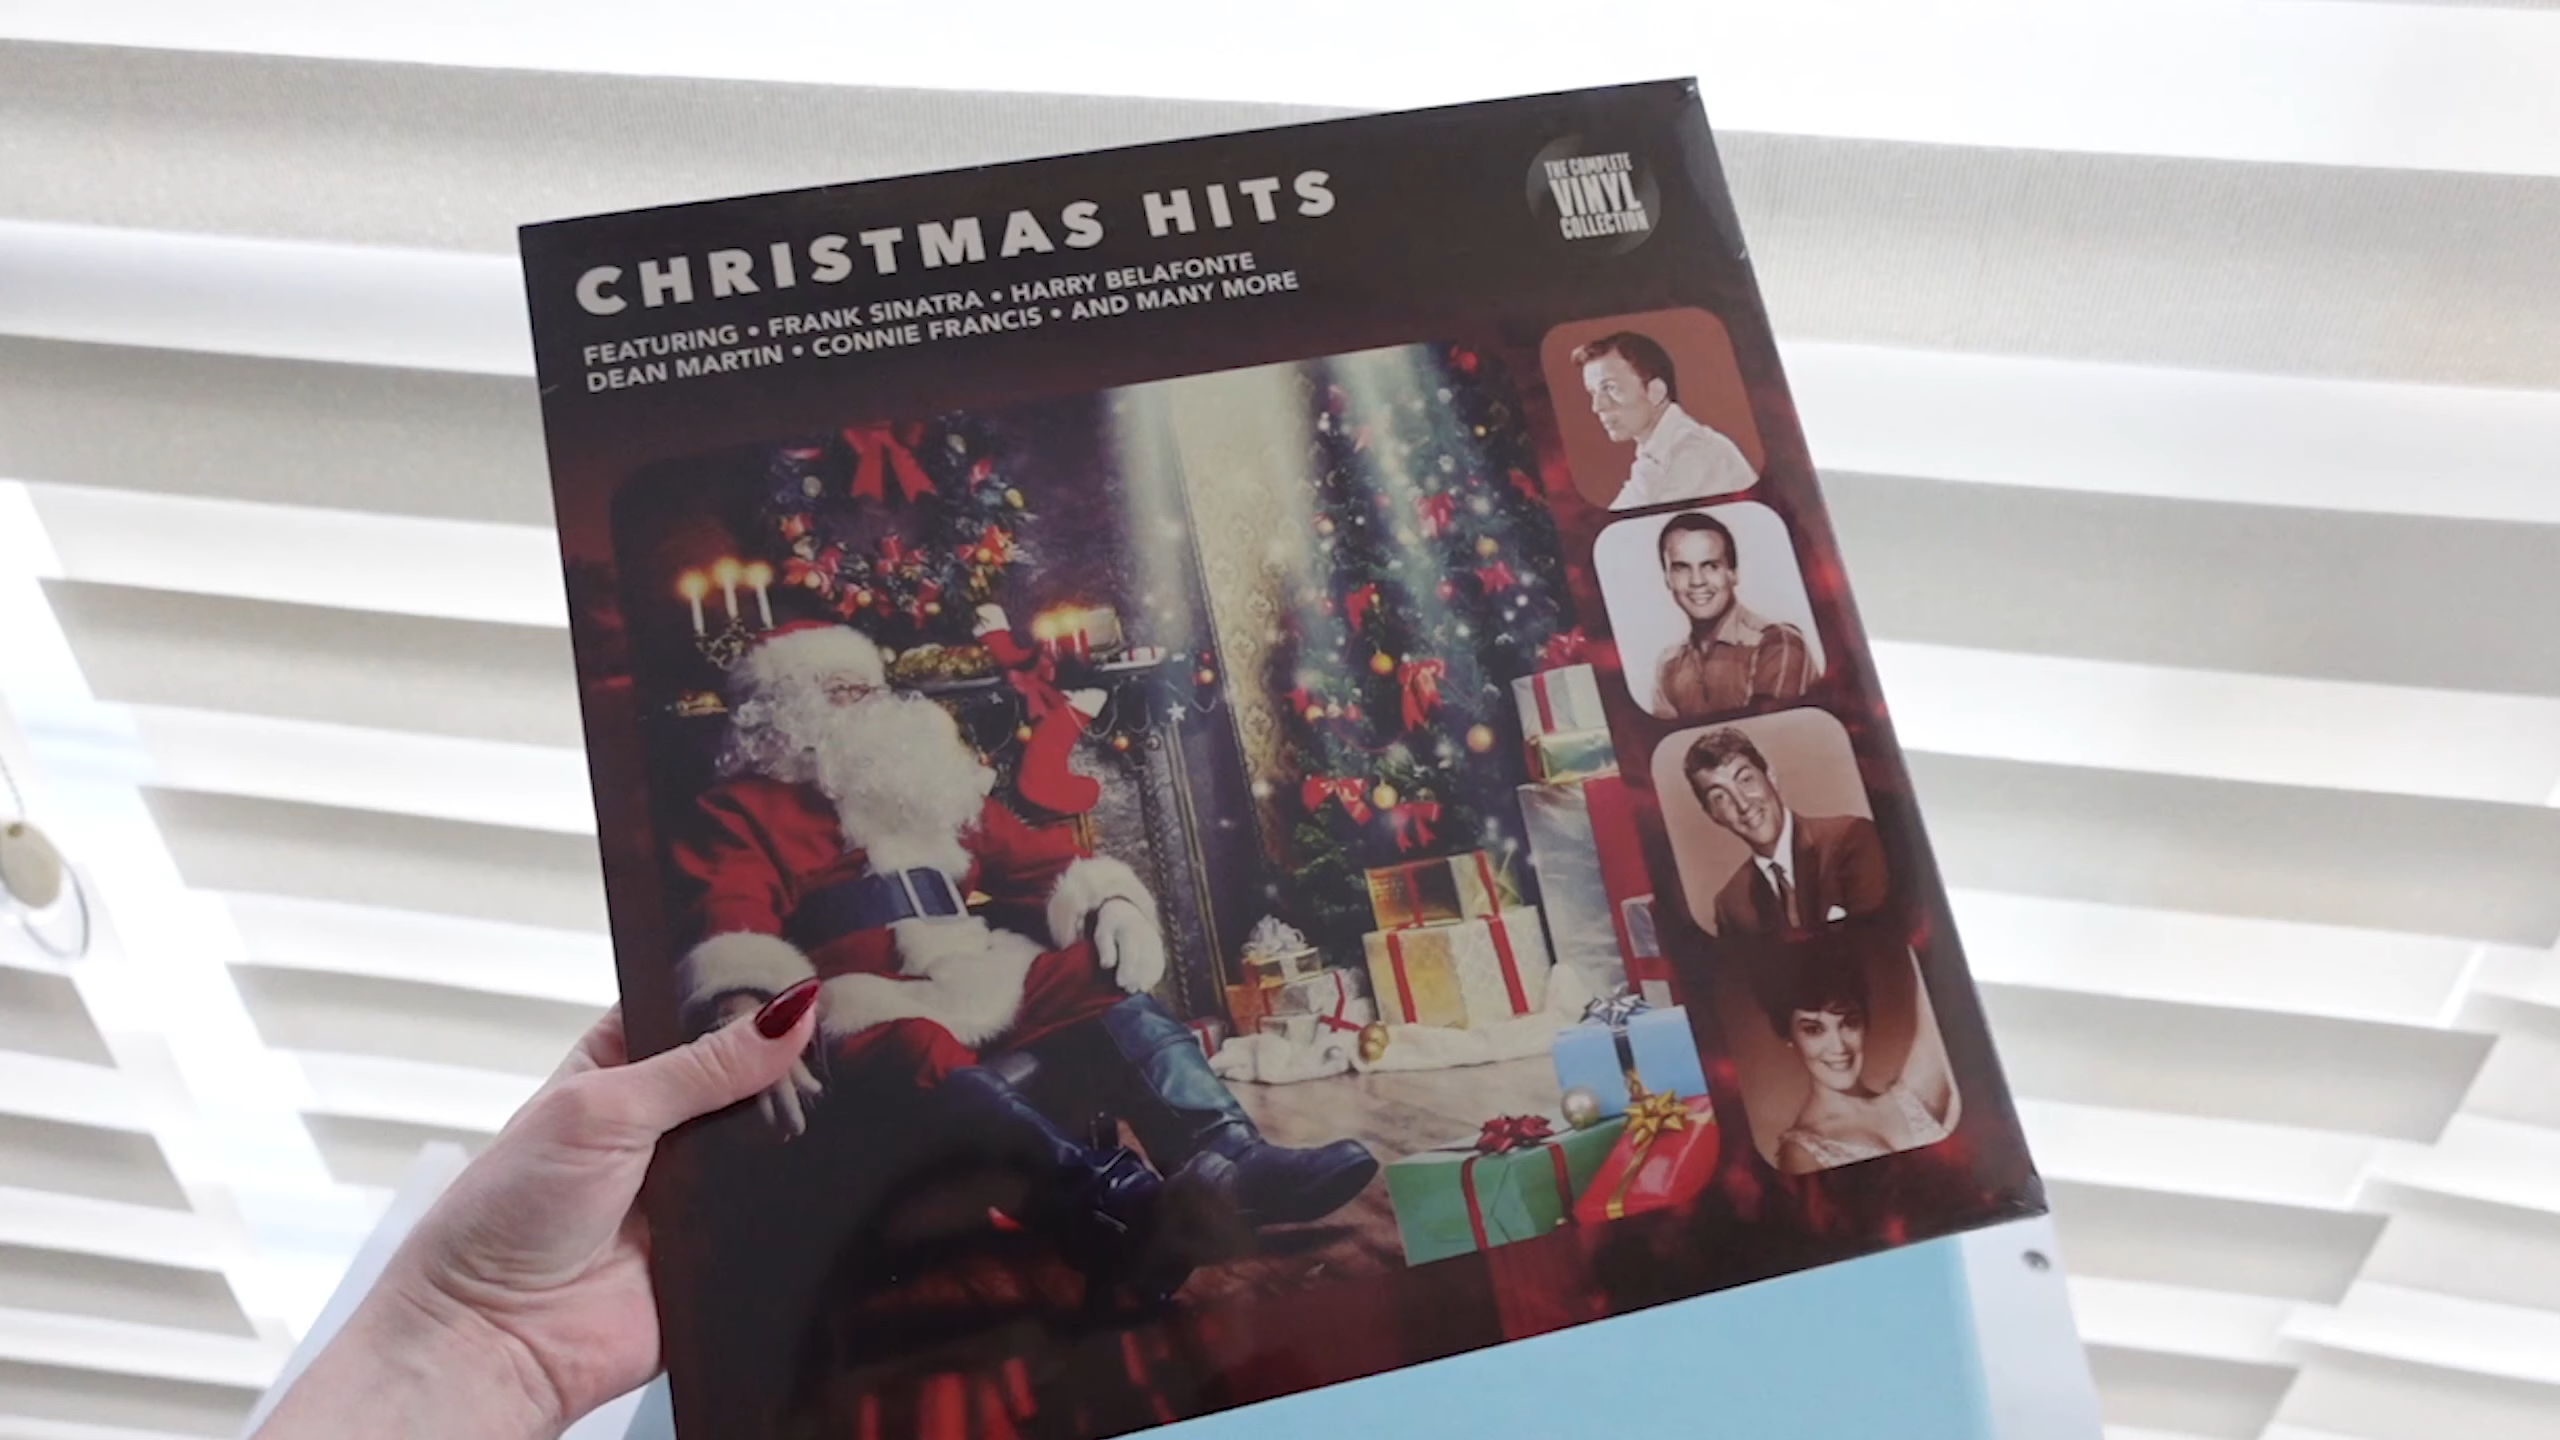 CHRISTMAS HITS
FEATURING • FRANK SINATRA • HARRY BELAFONTE
DEAN MARTIN • CONNIE FRANCIS • AND MANY MORE
THE COMPLETE
VINYL
COLLECTION